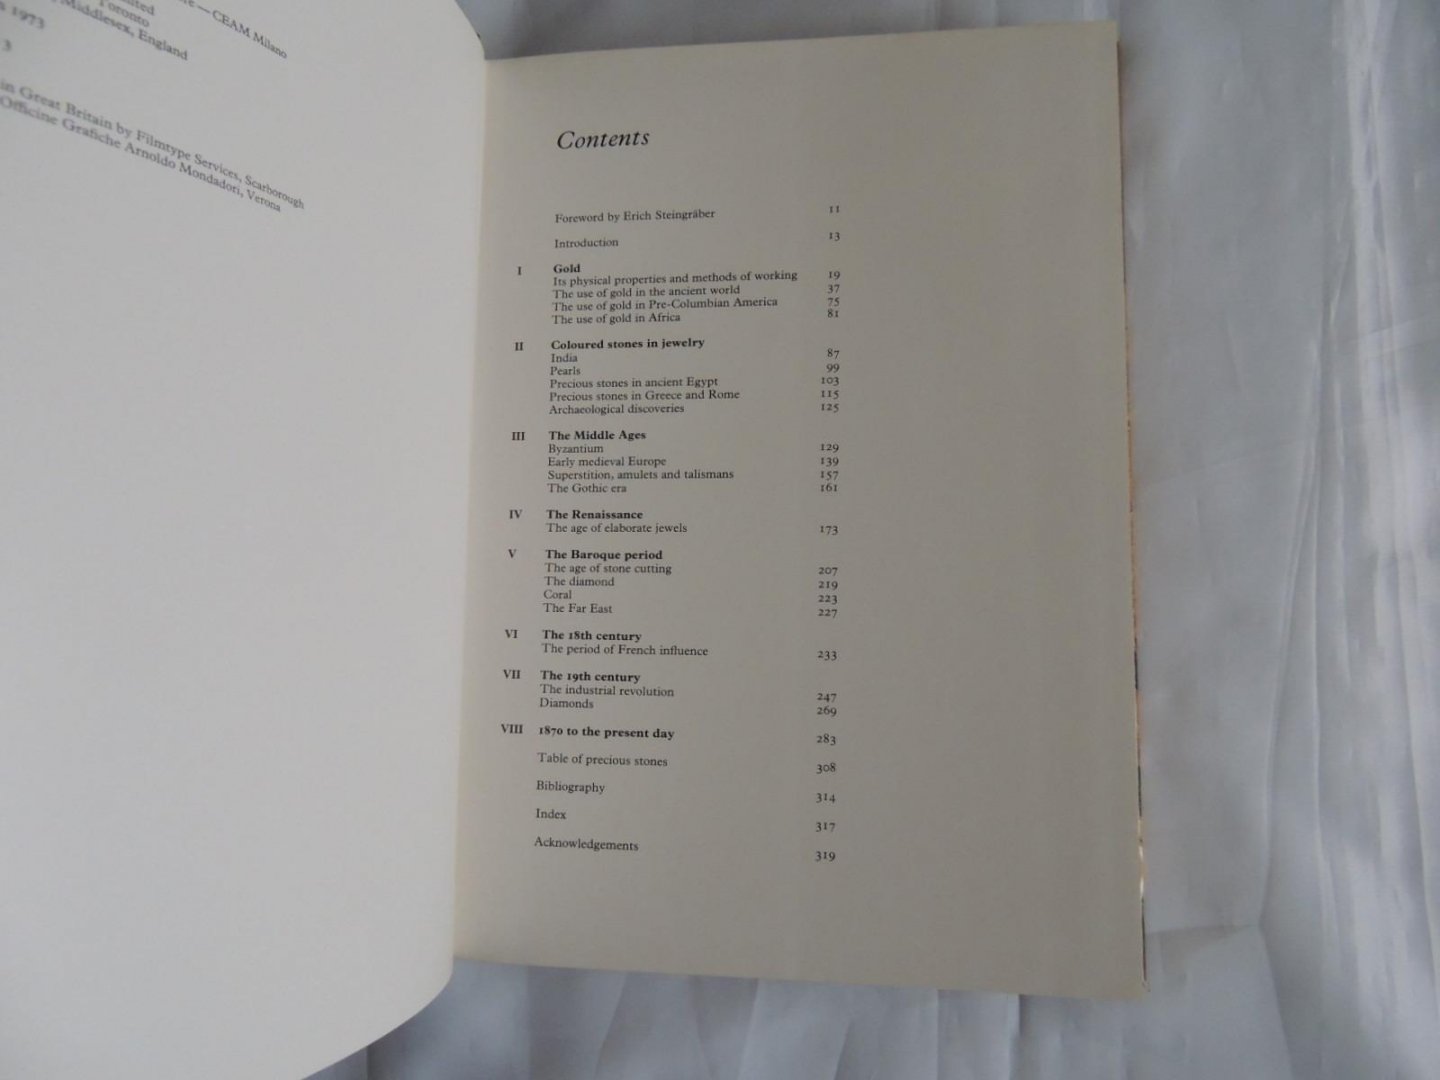 — CEAM Milano
Toronto
Middlesex, England
1973
3
in Great Britain by Filmtype Services, Scarborough
Officine Grafiche Arnoldo Mondadori, Verona
Contents
Foreword by Erich Steingräber 11
Introduction 13
I Gold
Its physical properties and methods of working 19
The use of gold in the ancient world 37
The use of gold in Pre-Columbian America 75
The use of gold in Africa 81
II Coloured stones in jewelry
India 87
Pearls 99
Precious stones in ancient Egypt 103
Precious stones in Greece and Rome 115
Archaeological discoveries 125
III The Middle Ages
Byzantium 129
Early medieval Europe 139
Superstition, amulets and talismans 157
The Gothic era 161
IV The Renaissance
The age of elaborate jewels 173
V The Baroque period
The age of stone cutting 207
The diamond 219
Coral 223
The Far East 227
VI The 18th century
The period of French influence 233
VII The 19th century
The industrial revolution 247
Diamonds 269
VIII 1870 to the present day 283
Table of precious stones 308
Bibliography 314
Index 317
Acknowledgements 319